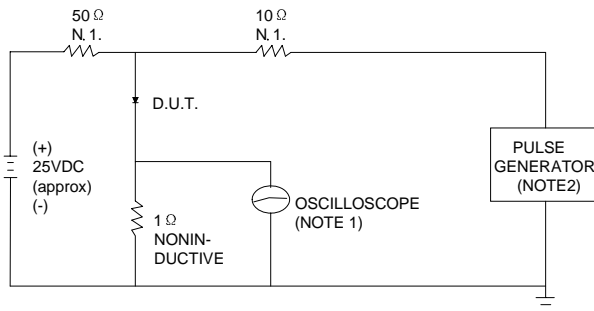 50 Ω
N. 1.
10 Ω
N. 1.
D.U.T.
(+)
25VDC
(approx)
(-)
1 Ω
NONIN-
DUCTIVE
OSCILLOSCOPE
(NOTE 1)
PULSE
GENERATOR
(NOTE2)